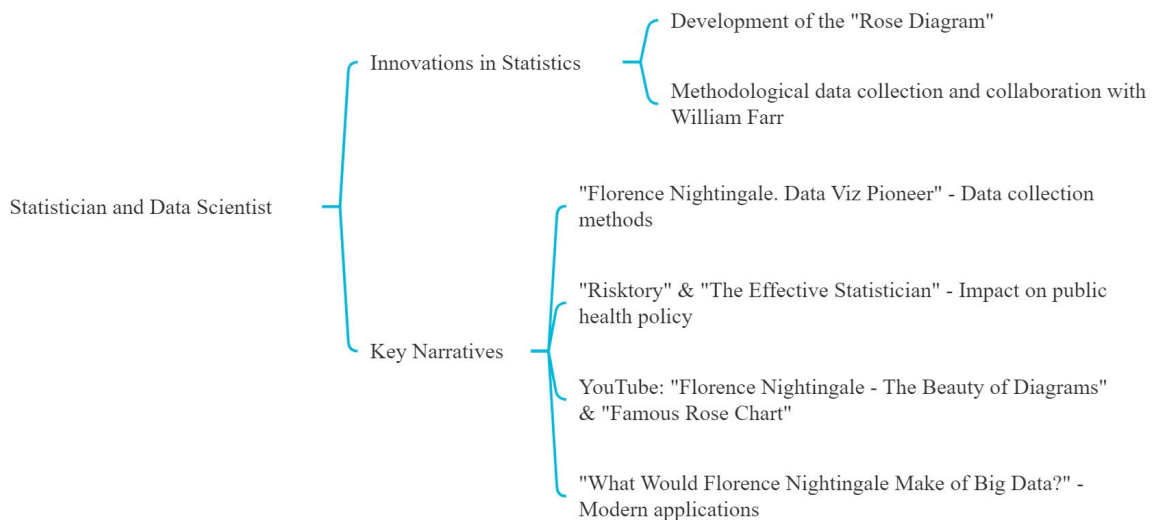 Development of the "Rose Diagram"
Innovations in Statistics
Methodological data collection and collaboration with
William Farr
Statistician and Data Scientist
"Florence Nightingale. Data Viz Pioneer" - Data collection
methods
"Risktory" & "The Effective Statistician" - Impact on public
health policy
Key Narratives
YouTube: "Florence Nightingale - The Beauty of Diagrams"
& "Famous Rose Chart"
"What Would Florence Nightingale Make of Big Data?" -
Modern applications